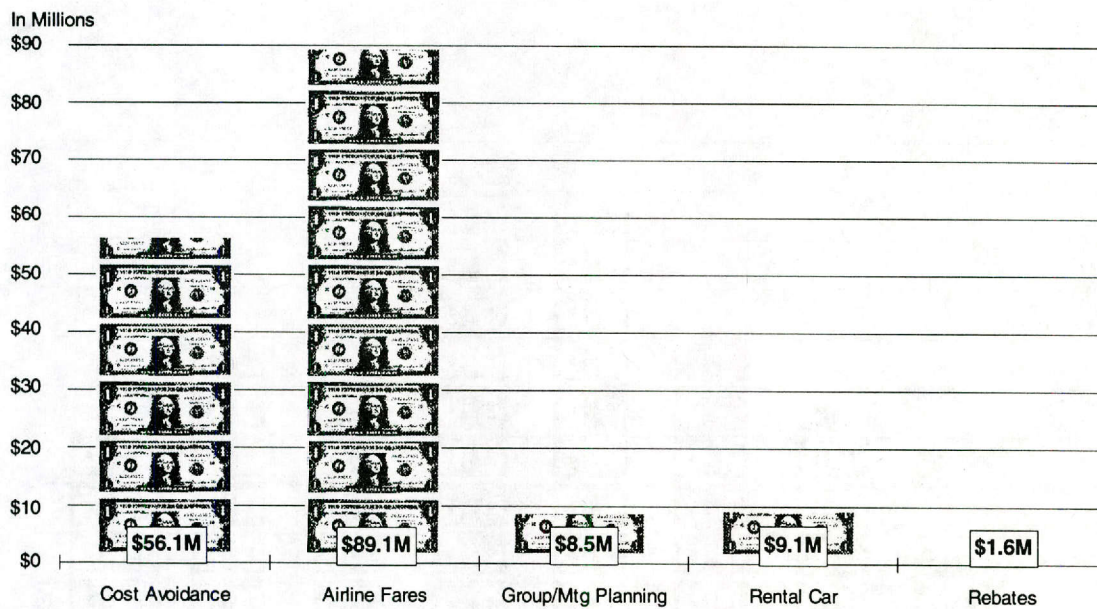 In Millions
$90
$80
$70
$60
$50
$40
$30
$20
$10
$0
$56.1M
$89.1M
$8.5M
$9.1M
$1.6M
Cost Avoidance
Airline Fares
Group/Mtg Planning
Rental Car
Rebates